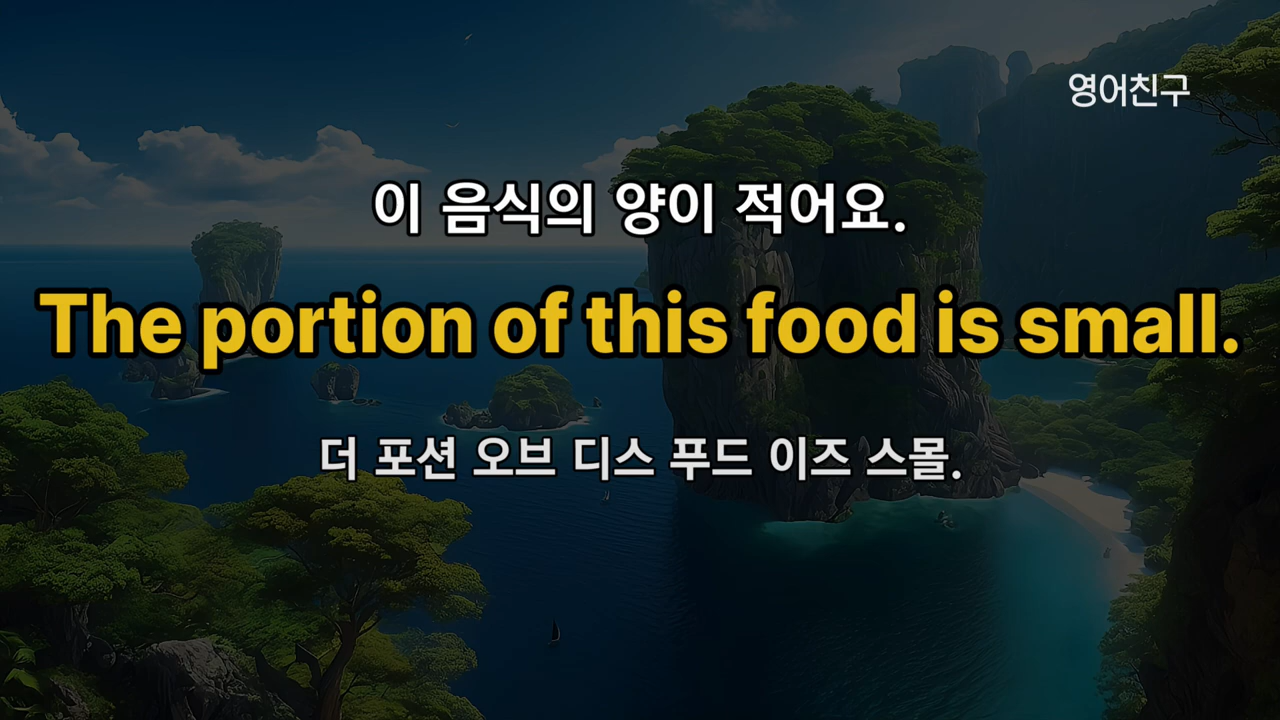 영어친구
이 음식의 양이 적어요.
The portion of this food is small.
더 포션 오브 디스 푸드 이즈 스몰.